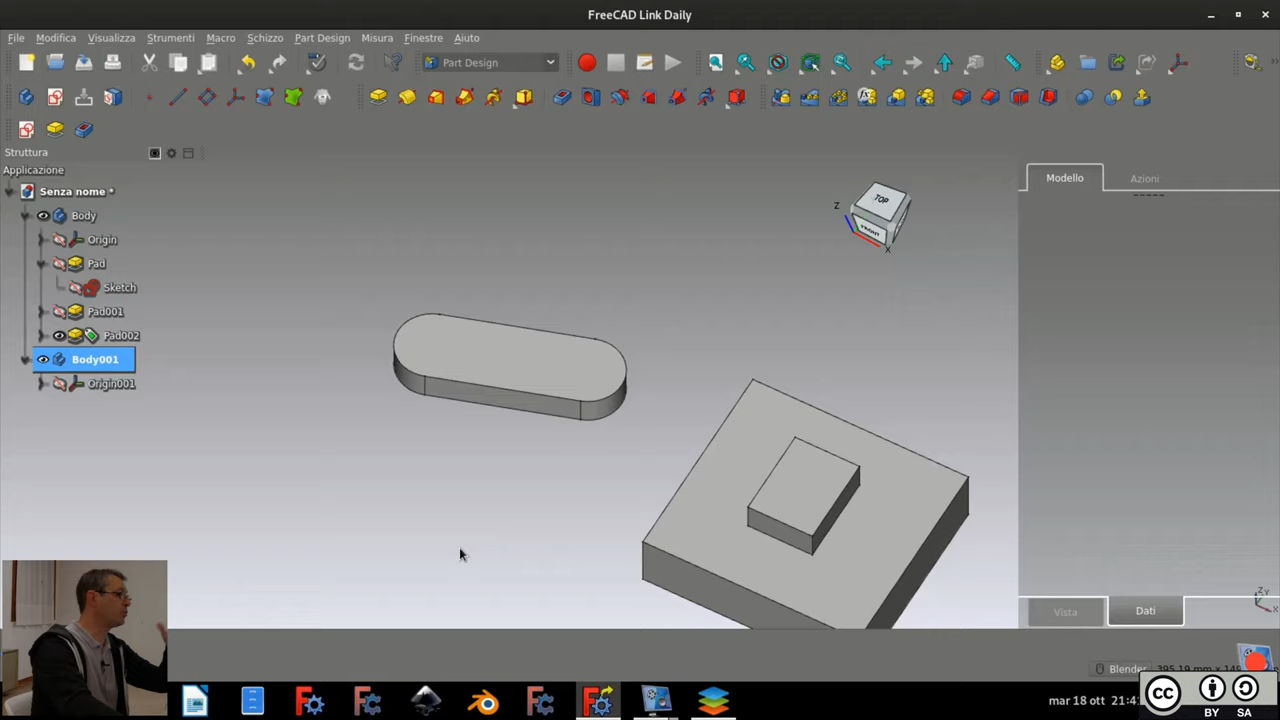 FreeCAD Link Daily
File Modifica Visualizza Strumenti Macro Schizzo Part Design Misura Finestre Aiuto
Part Design
Struttura
Applicazione
Senza nome *
Body
Origin
Pad
Sketch
Pad001
Pad002
Body001
Origin001
TOP
FRONT
Z
X
Modello Azioni
Vista Dati
Blender
mar 18 ott
CC
BY SA